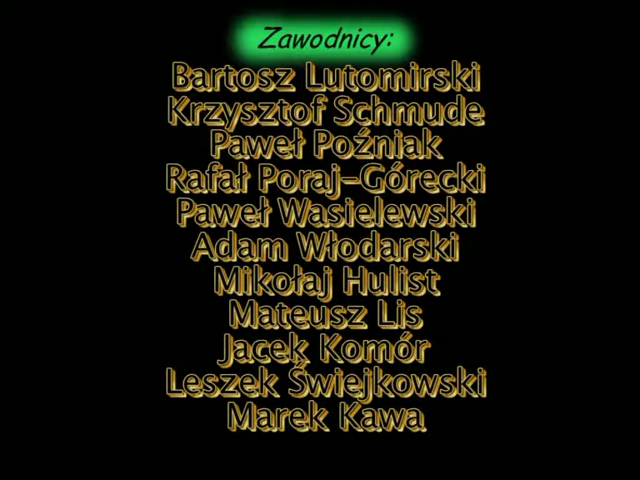 Zawodnicy:
Bartosz Lutomirski
Krzysztof Schmude
Paweł Poźniak
Rafał Poraj-Górecki
Paweł Wasielewski
Adam Włodarski
Mikołaj Hulist
Mateusz Lis
Jacek Komór
Leszek Świejkowski
Marek Kawa